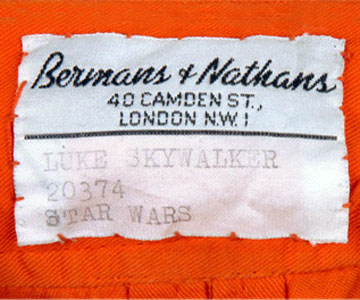 Bermans & Nathans
40 CAMDEN ST.,
LONDON N.W.1
LUKE SKYWALKER
20374
STAR WARS